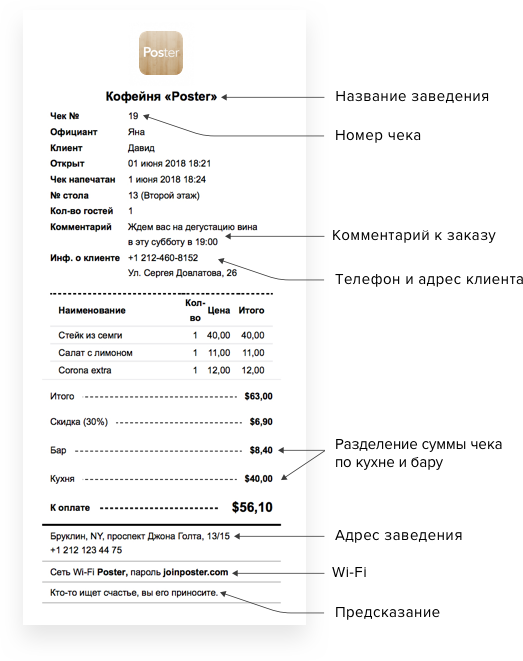 Poster
Кофейня «Poster»
Название заведения
Чек № 19
Номер чека
Официант Яна
Клиент Давид
Открыт 01 июня 2018 18:21
Чек напечатан 1 июня 2018 18:24
№ стола 13 (Второй этаж)
Кол-во гостей 1
Комментарий Ждем вас на дегустацию вина
в эту субботу в 19:00
Комментарий к заказу
Инф. о клиенте +1 212-460-8152
Ул. Сергея Довлатова, 26
Телефон и адрес клиента
Наименование Кол-во Цена Итого
Стейк из семги 1 40,00 40,00
Салат с лимоном 1 11,00 11,00
Corona extra 1 12,00 12,00
Итого $63,00
Скидка (30%) $6,90
Бар $8,40
Кухня $40,00
Разделение суммы чека
по кухне и бару
К оплате $56,10
Бруклин, NY, проспект Джона Голта, 13/15
+1 212 123 44 75
Адрес заведения
Сеть Wi-Fi Poster, пароль joinposter.com
Wi-Fi
Кто-то ищет счастье, вы его приносите.
Предсказание